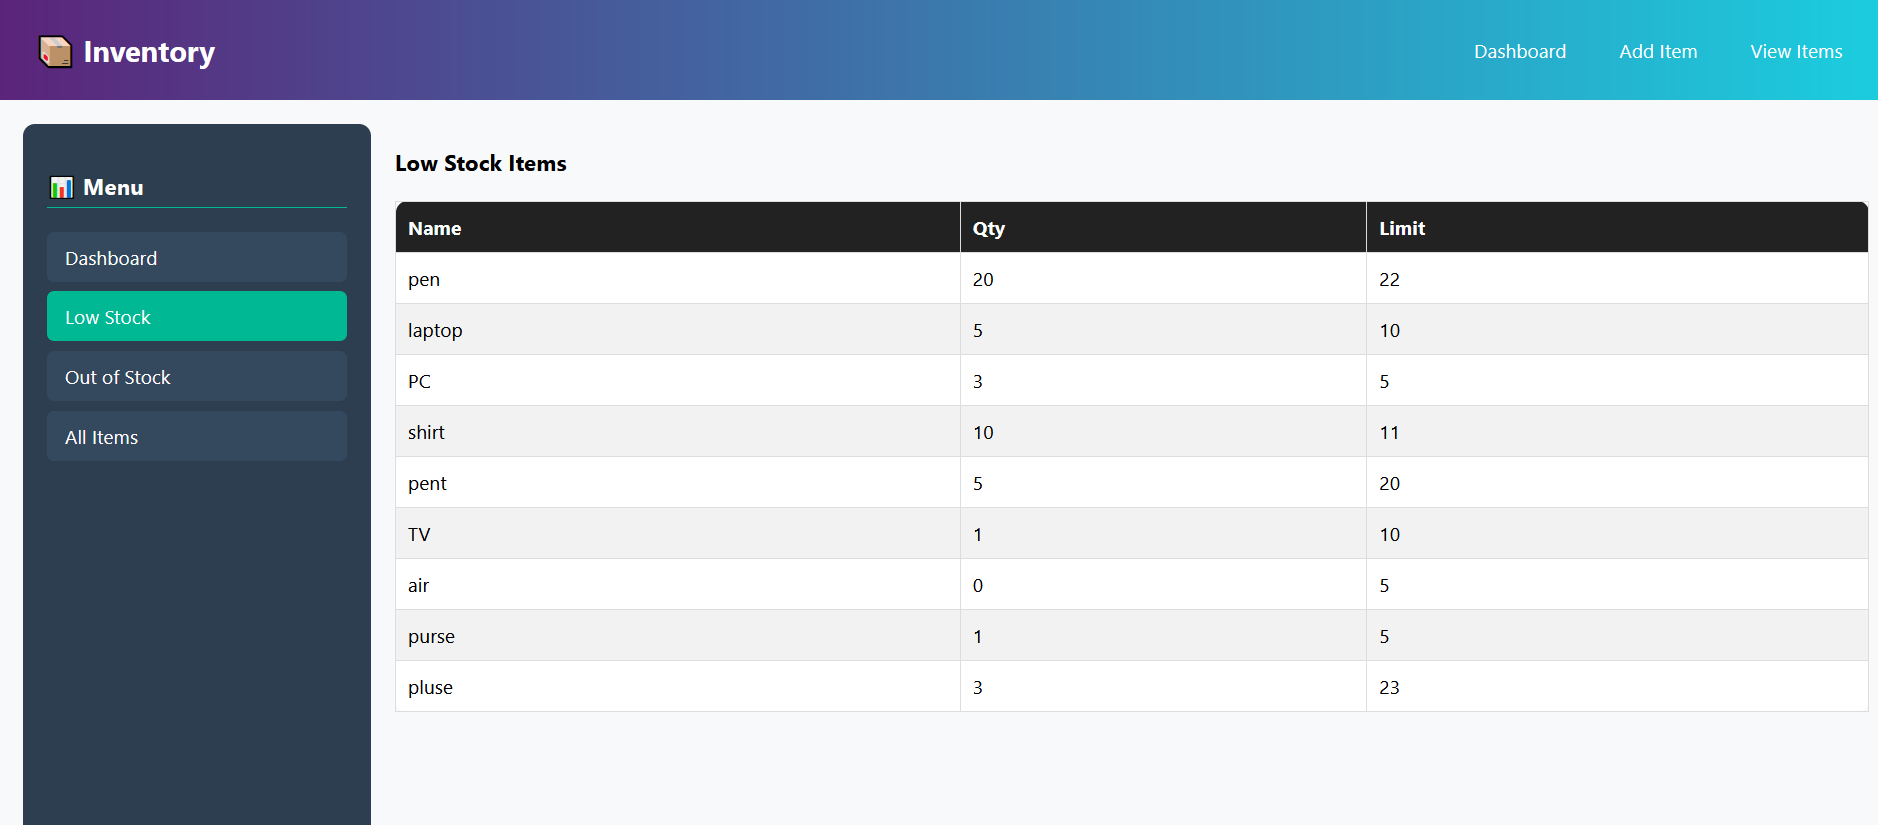 Inventory
Dashboard Add Item View Items
Menu
Dashboard
Low Stock
Out of Stock
All Items
Low Stock Items
Name Qty Limit
pen 20 22
laptop 5 10
PC 3 5
shirt 10 11
pent 5 20
TV 1 10
air 0 5
purse 1 5
pluse 3 23